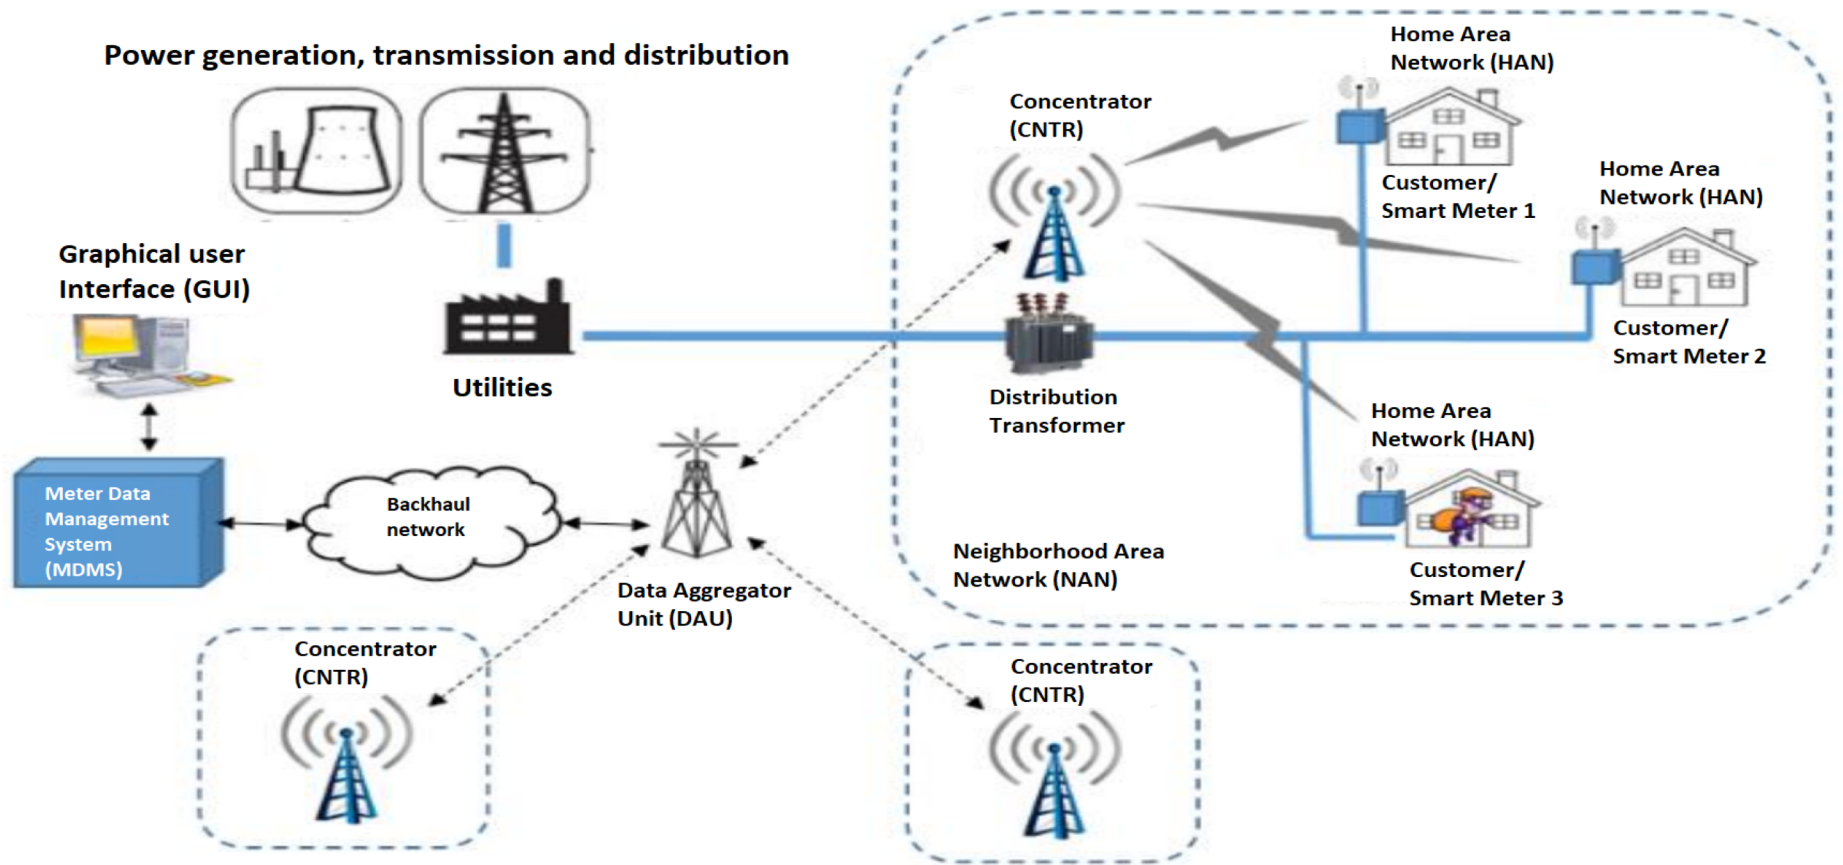 Power generation, transmission and distribution
Graphical user
Interface (GUI)
Utilities
Meter Data
Management
System
(MDMS)
Backhaul
network
Data Aggregator
Unit (DAU)
Concentrator
(CNTR)
Concentrator
(CNTR)
Concentrator
(CNTR)
Distribution
Transformer
Neighborhood Area
Network (NAN)
Home Area
Network (HAN)
Customer/
Smart Meter 1
Home Area
Network (HAN)
Customer/
Smart Meter 2
Home Area
Network (HAN)
Customer/
Smart Meter 3